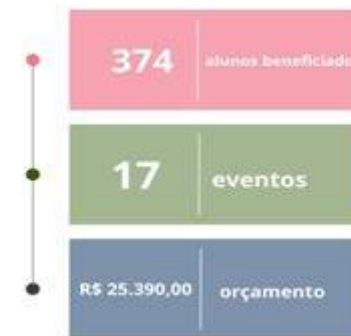 374 alunos beneficiado
17 eventos
R$ 25.390,00 orçamento